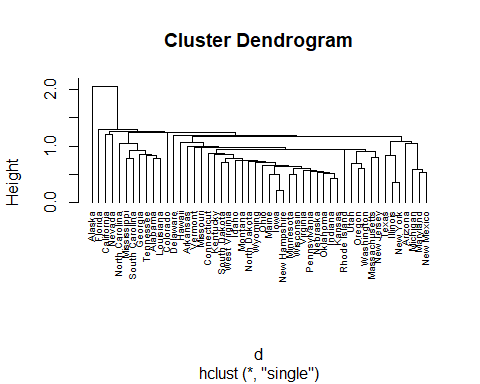 Cluster Dendrogram
Height
0.0
1.0
2.0
Alaska
Florida
California
Nevada
North Carolina
Mississippi
South Carolina
Georgia
Tennessee
Alabama
Louisiana
Colorado
Delaware
Hawaii
Arkansas
Vermont
Missouri
Connecticut
Kentucky
South Dakota
West Virginia
Idaho
Montana
North Dakota
Wyoming
Ohio
Maine
Iowa
New Hampshire
Minnesota
Wisconsin
Virginia
Pennsylvania
Nebraska
Oklahoma
Indiana
Kansas
Rhode Island
Utah
Oregon
Washington
Massachusetts
New Jersey
Texas
Illinois
New York
Arizona
Michigan
Maryland
New Mexico
d
hclust (*, "single")